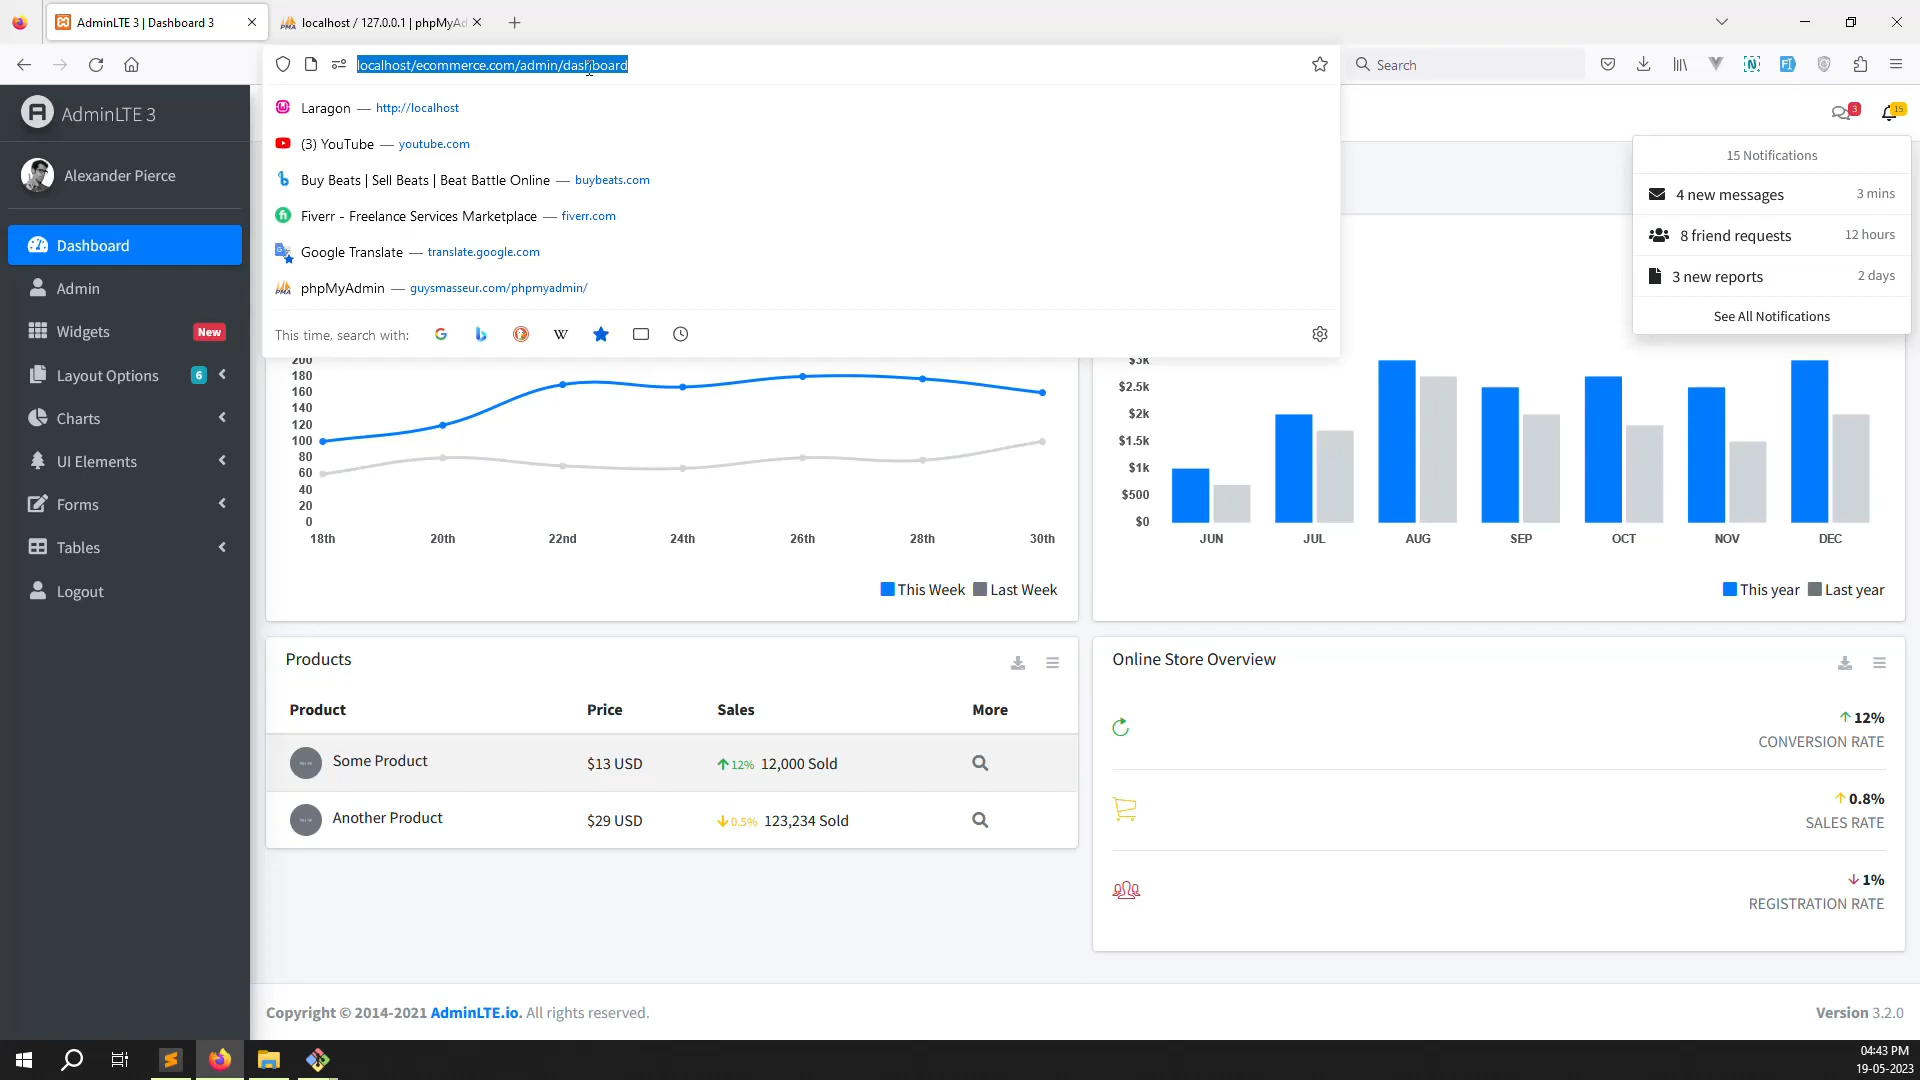 AdminLTE 3 | Dashboard 3
localhost / 127.0.0.1 | phpMyAd
localhost/ecommerce.com/admin/dashboard
Search
AdminLTE 3
Alexander Pierce
Dashboard
Admin
Widgets New
Layout Options 6
Charts
UI Elements
Forms
Tables
Logout
Laragon — http://localhost
(3) YouTube — youtube.com
Buy Beats | Sell Beats | Beat Battle Online — buybeats.com
Fiverr - Freelance Services Marketplace — fiverr.com
Google Translate — translate.google.com
phpMyAdmin — guysmasseur.com/phpmyadmin/
This time, search with:
3
15
15 Notifications
4 new messages 3 mins
8 friend requests 12 hours
3 new reports 2 days
See All Notifications
200
180
160
140
120
100
80
60
40
20
0
18th 20th 22nd 24th 26th 28th 30th
This Week Last Week
$3k
$2.5k
$2k
$1.5k
$1k
$500
$0
JUN JUL AUG SEP OCT NOV DEC
This year Last year
Products
Product Price Sales More
Some Product $13 USD 12% 12,000 Sold
Another Product $29 USD 0.5% 123,234 Sold
Online Store Overview
12%
CONVERSION RATE
0.8%
SALES RATE
1%
REGISTRATION RATE
Copyright © 2014-2021 AdminLTE.io. All rights reserved.
Version 3.2.0
04:43 PM
19-05-2023